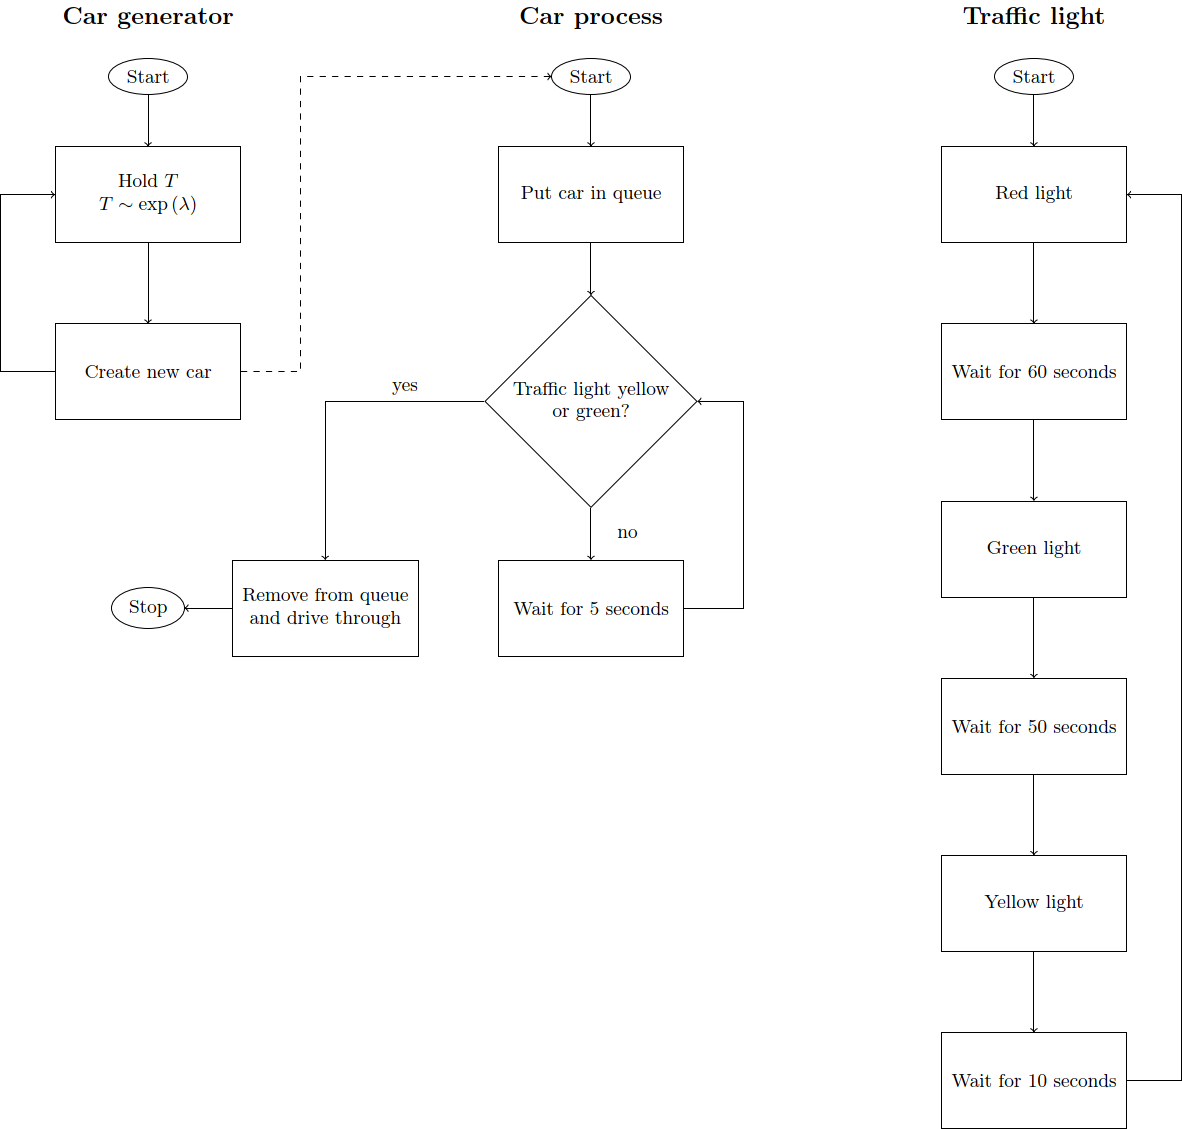 Car generator
Start
Hold T
T ∼ exp (λ)
Create new car
Car process
Start
Put car in queue
Traffic light yellow
or green?
yes
no
Remove from queue
and drive through
Stop
Wait for 5 seconds
Traffic light
Start
Red light
Wait for 60 seconds
Green light
Wait for 50 seconds
Yellow light
Wait for 10 seconds